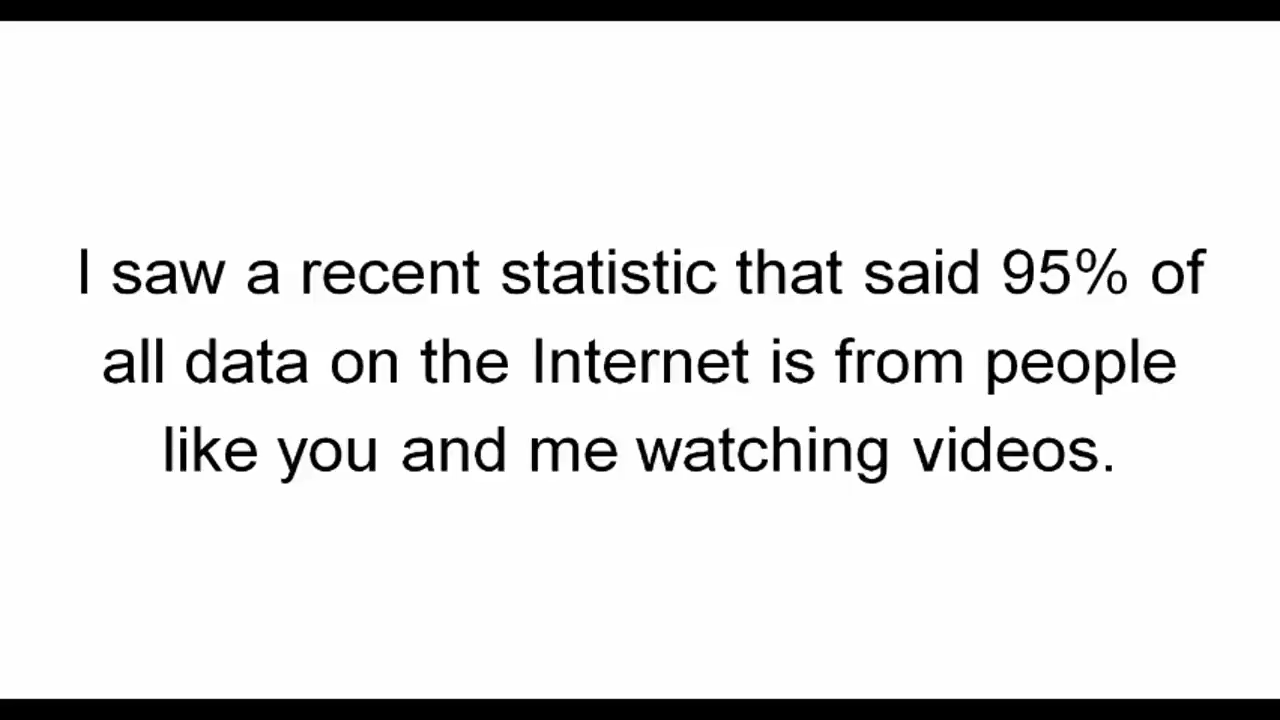 I saw a recent statistic that said 95% of
all data on the Internet is from people
like you and me watching videos.